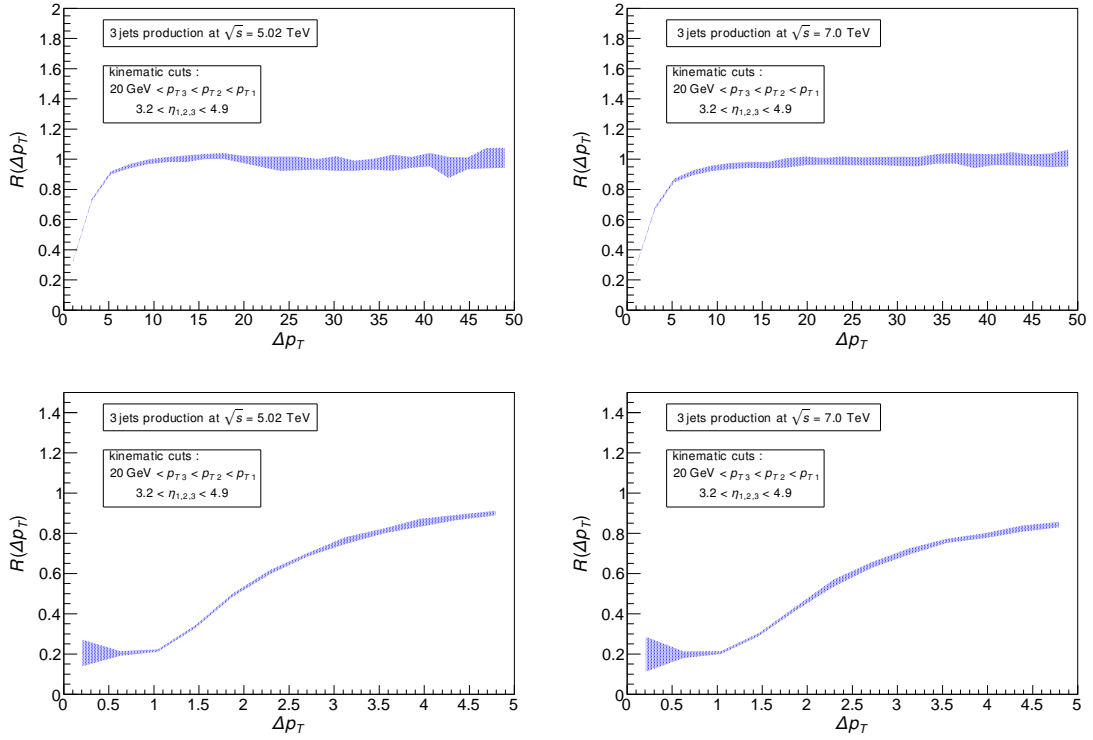 3 jets production at √s = 5.02 TeV
kinematic cuts :
20 GeV < p_T3 < p_T2 < p_T1
3.2 < η_1,2,3 < 4.9
R(Δp_T)
2
1.8
1.6
1.4
1.2
1
0.8
0.6
0.4
0.2
0
0 5 10 15 20 25 30 35 40 45 50
Δp_T
3 jets production at √s = 7.0 TeV
kinematic cuts :
20 GeV < p_T3 < p_T2 < p_T1
3.2 < η_1,2,3 < 4.9
R(Δp_T)
2
1.8
1.6
1.4
1.2
1
0.8
0.6
0.4
0.2
0
0 5 10 15 20 25 30 35 40 45 50
Δp_T
3 jets production at √s = 5.02 TeV
kinematic cuts :
20 GeV < p_T3 < p_T2 < p_T1
3.2 < η_1,2,3 < 4.9
R(Δp_T)
1.4
1.2
1
0.8
0.6
0.4
0.2
0
0 0.5 1 1.5 2 2.5 3 3.5 4 4.5 5
Δp_T
3 jets production at √s = 7.0 TeV
kinematic cuts :
20 GeV < p_T3 < p_T2 < p_T1
3.2 < η_1,2,3 < 4.9
R(Δp_T)
1.4
1.2
1
0.8
0.6
0.4
0.2
0
0 0.5 1 1.5 2 2.5 3 3.5 4 4.5 5
Δp_T